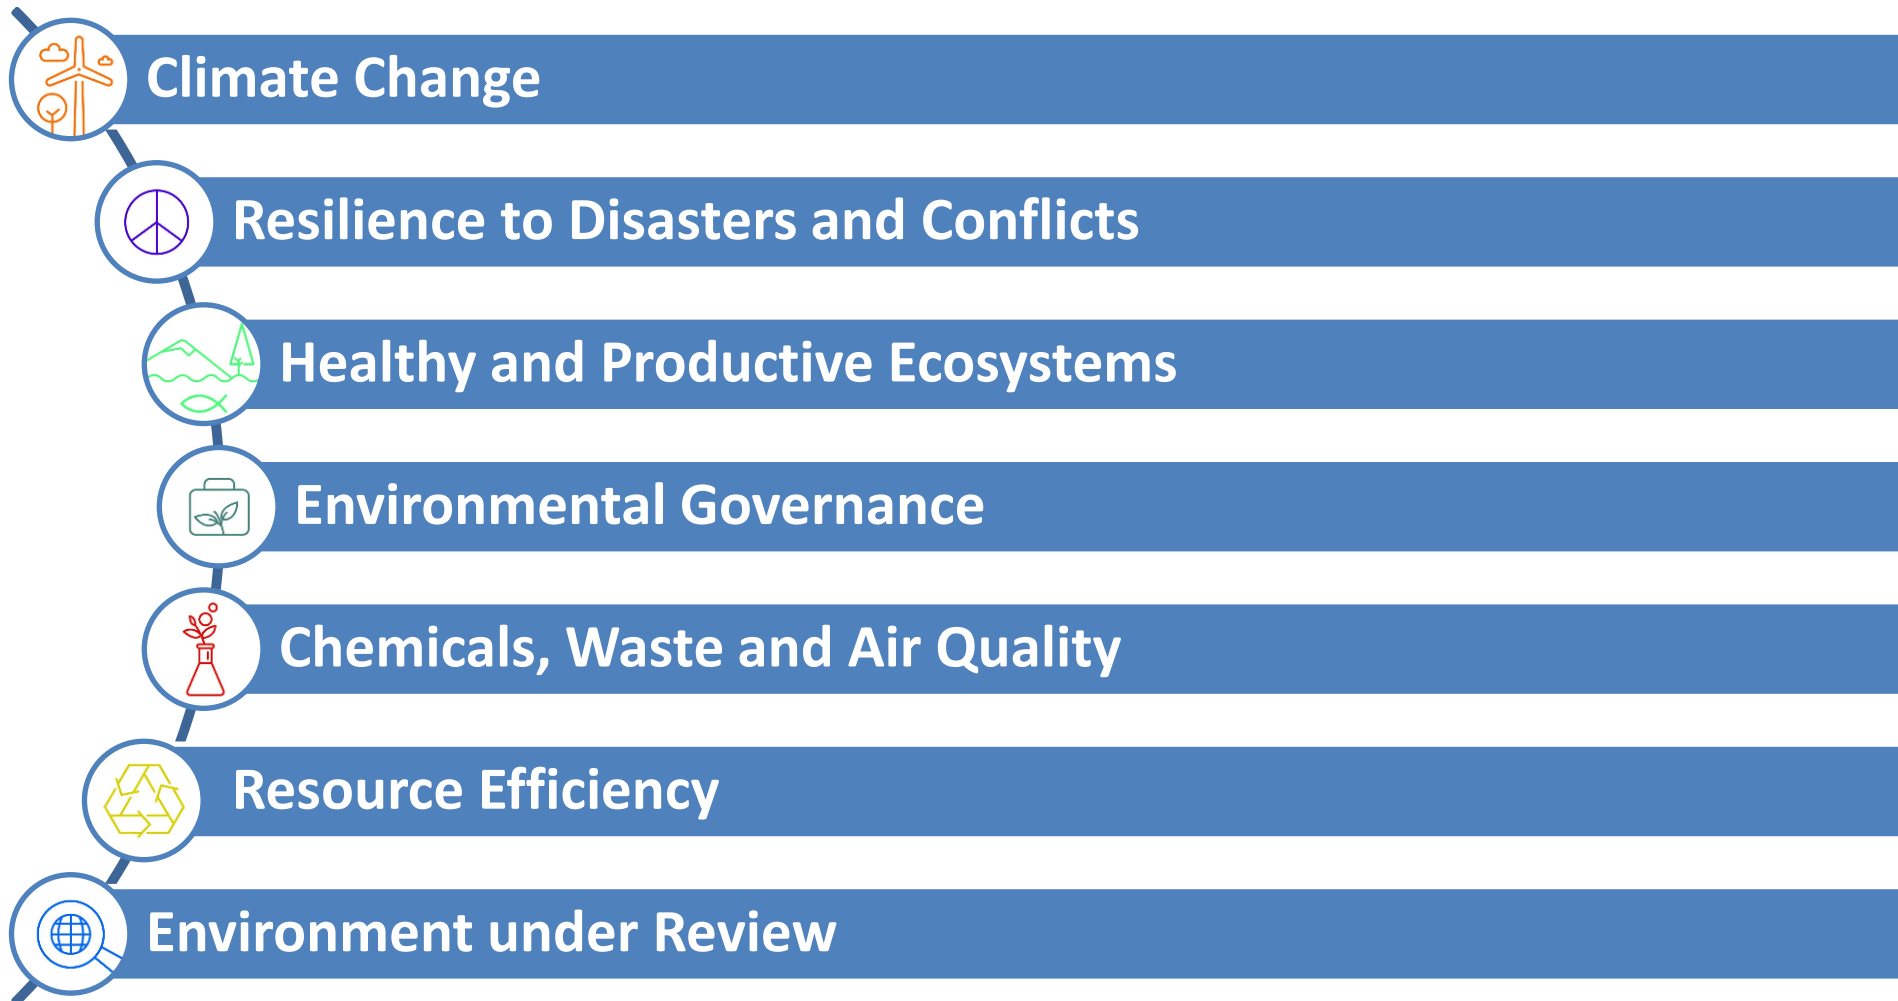 Climate Change
Resilience to Disasters and Conflicts
Healthy and Productive Ecosystems
Environmental Governance
Chemicals, Waste and Air Quality
Resource Efficiency
Environment under Review